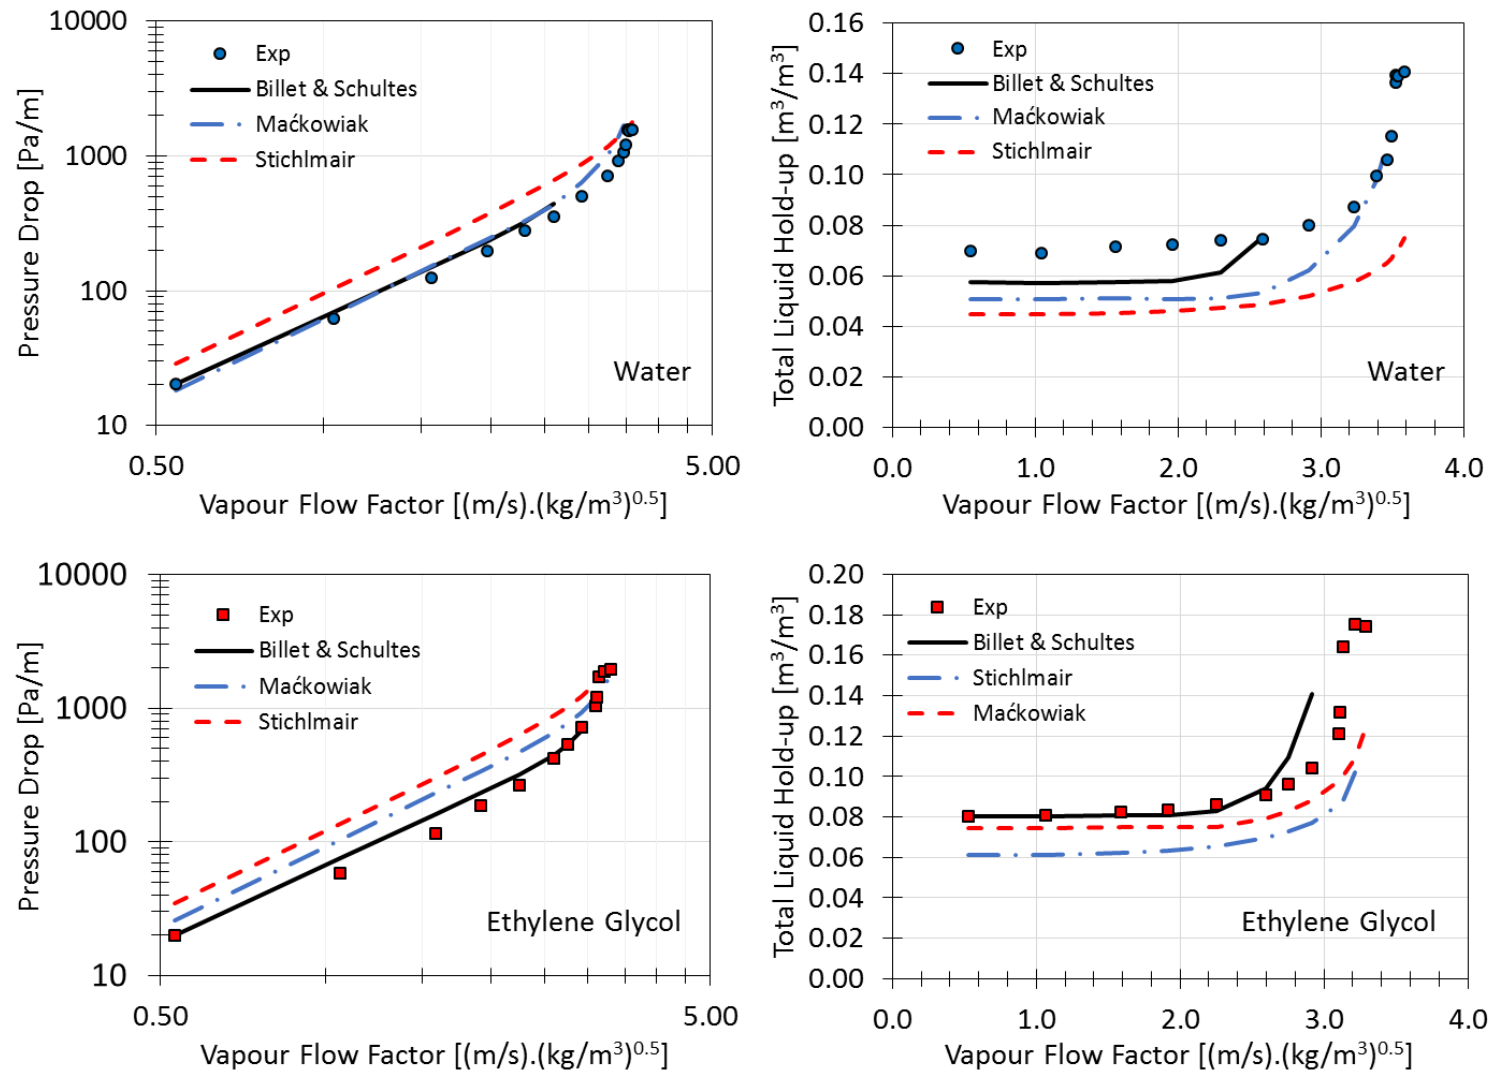 Pressure Drop [Pa/m]
10000
1000
100
10
Exp
Billet & Schultes
Maćkowiak
Stichlmair
Water
0.50
5.00
Vapour Flow Factor [(m/s).(kg/m³)⁰·⁵]
Total Liquid Hold-up [m³/m³]
0.16
0.14
0.12
0.10
0.08
0.06
0.04
0.02
0.00
Exp
Billet & Schultes
Maćkowiak
Stichlmair
Water
0.0
1.0
2.0
3.0
4.0
Vapour Flow Factor [(m/s).(kg/m³)⁰·⁵]
Pressure Drop [Pa/m]
10000
1000
100
10
Exp
Billet & Schultes
Maćkowiak
Stichlmair
Ethylene Glycol
0.50
5.00
Vapour Flow Factor [(m/s).(kg/m³)⁰·⁵]
Total Liquid Hold-up [m³/m³]
0.20
0.18
0.16
0.14
0.12
0.10
0.08
0.06
0.04
0.02
0.00
Exp
Billet & Schultes
Stichlmair
Maćkowiak
Ethylene Glycol
0.0
1.0
2.0
3.0
4.0
Vapour Flow Factor [(m/s).(kg/m³)⁰·⁵]